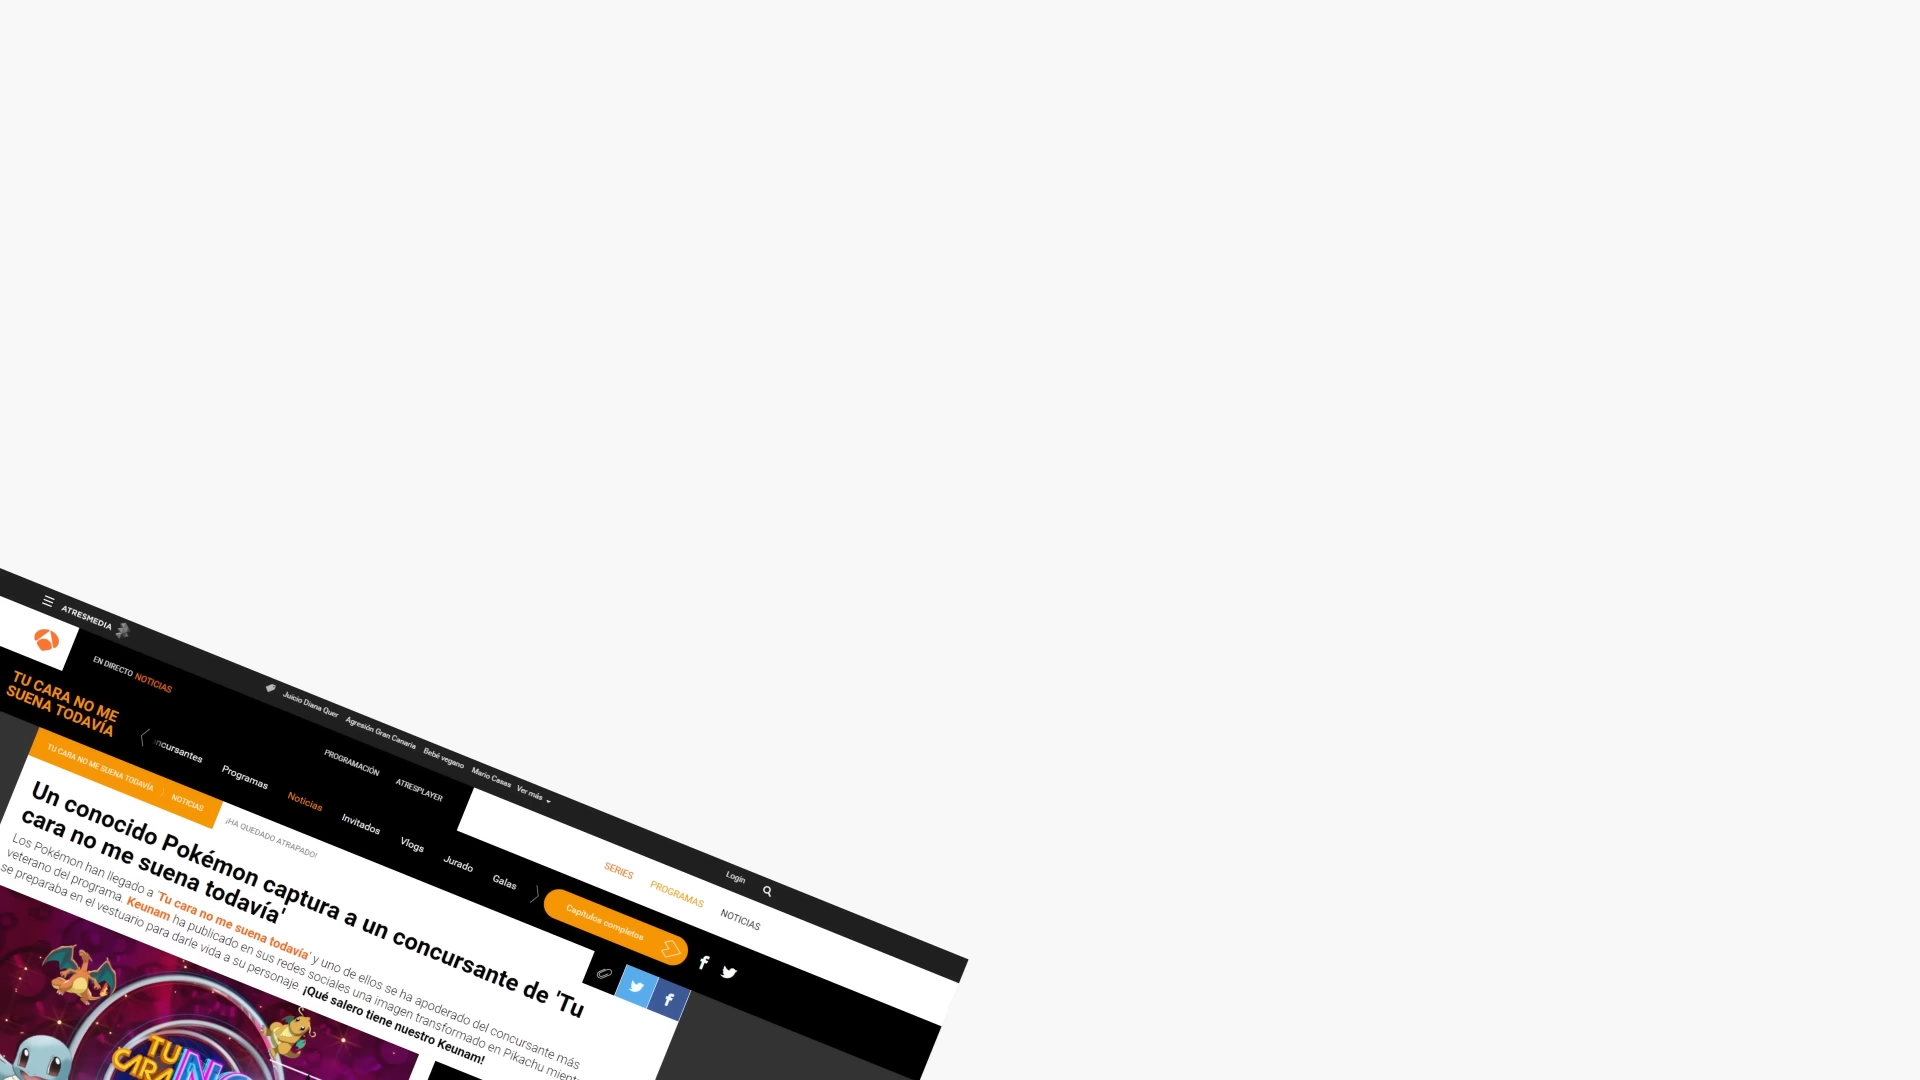 ATRESMEDIA
Juicio Diana Quer
Agresión Gran Canaria
Bebé vegano
Mario Casas
Ver más
Login
EN DIRECTO NOTICIAS
PROGRAMACIÓN
ATRESPLAYER
SERIES
PROGRAMAS
NOTICIAS
TU CARA NO ME
SUENA TODAVÍA
ncursantes
Programas
Noticias
Invitados
Vlogs
Jurado
Galas
Capítulos completos
TU CARA NO ME SUENA TODAVÍA
NOTICIAS
¡HA QUEDADO ATRAPADO!
Un conocido Pokémon captura a un concursante de 'Tu
cara no me suena todavía'
Los Pokémon han llegado a 'Tu cara no me suena todavía' y uno de ellos se ha apoderado del concursante más
veterano del programa. Keunam ha publicado en sus redes sociales una imagen transformado en Pikachu mient
se preparaba en el vestuario para darle vida a su personaje. ¡Qué salero tiene nuestro Keunam!
TU
CARA
NO